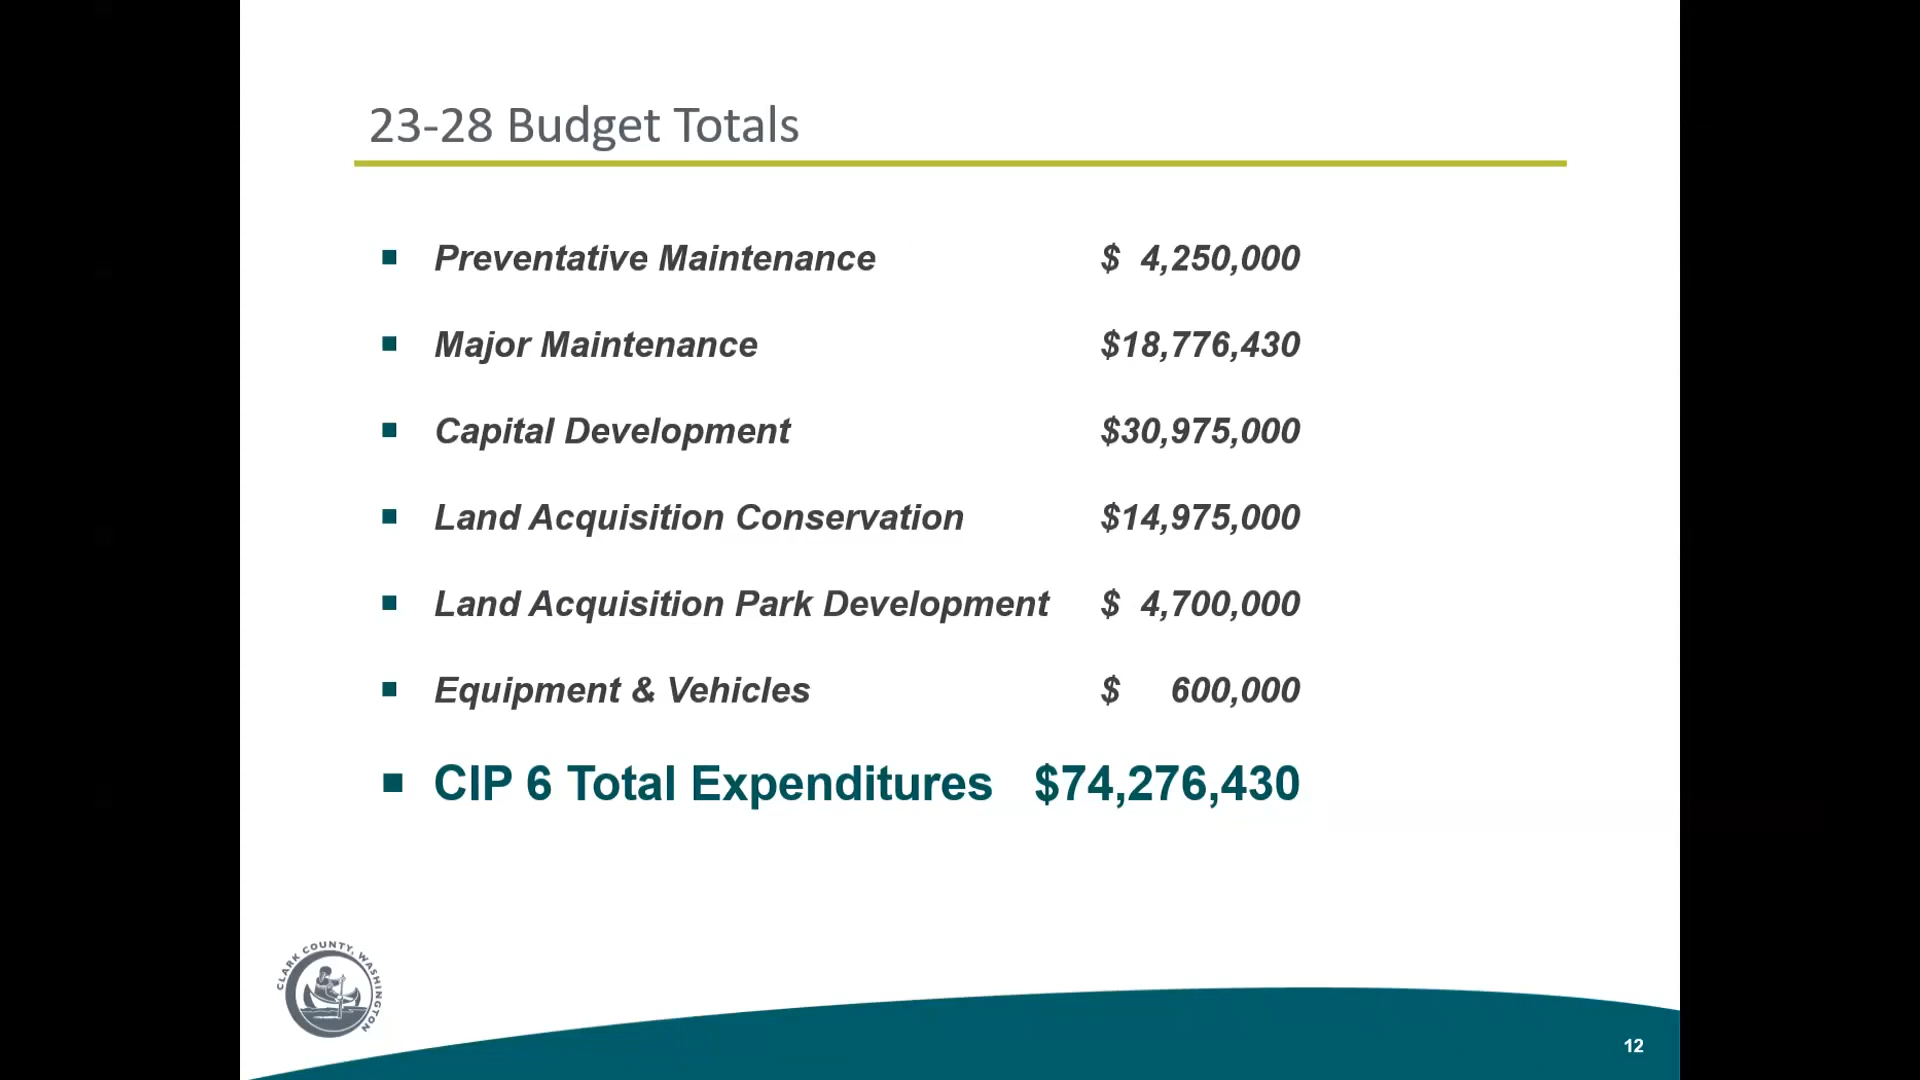 23-28 Budget Totals
Preventative Maintenance $ 4,250,000
Major Maintenance $18,776,430
Capital Development $30,975,000
Land Acquisition Conservation $14,975,000
Land Acquisition Park Development $ 4,700,000
Equipment & Vehicles $ 600,000
CIP 6 Total Expenditures $74,276,430
CLARK COUNTY, WASHINGTON
12